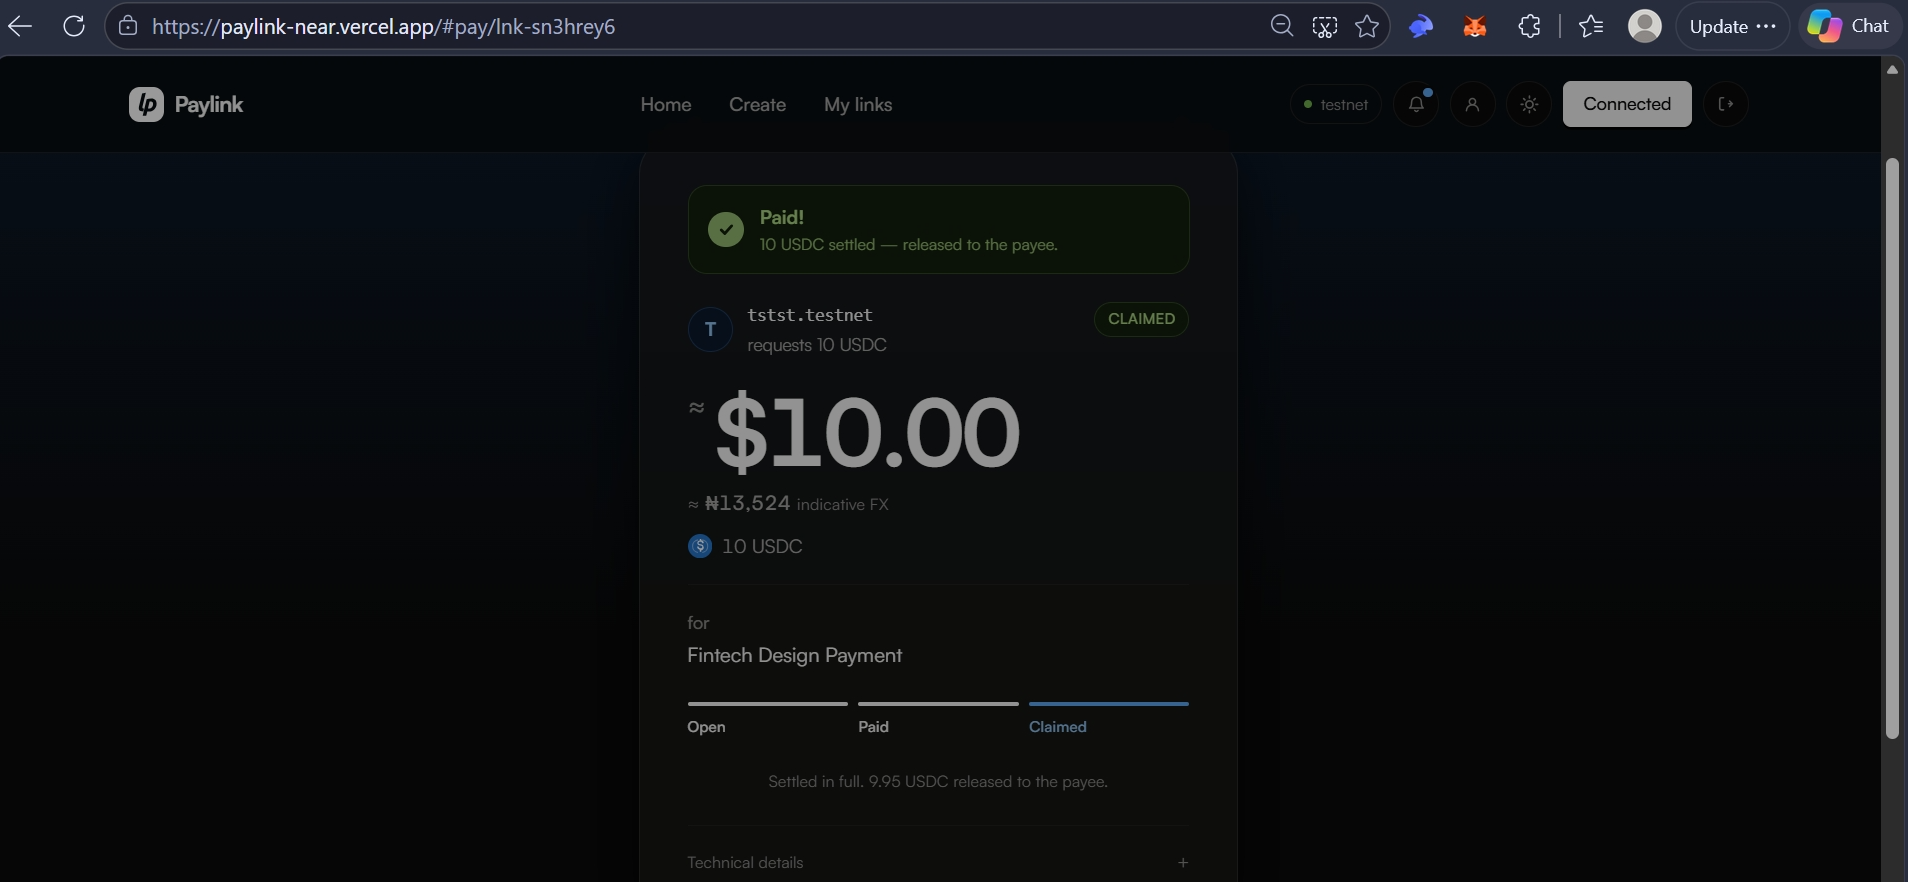 https://paylink-near.vercel.app/#pay/lnk-sn3hrey6
Update
Chat
lp Paylink
Home
Create
My links
testnet
Connected
Paid!
10 USDC settled — released to the payee.
T
tstst.testnet
requests 10 USDC
CLAIMED
≈ $10.00
≈ ₦13,524 indicative FX
$ 10 USDC
for
Fintech Design Payment
Open
Paid
Claimed
Settled in full. 9.95 USDC released to the payee.
Technical details +